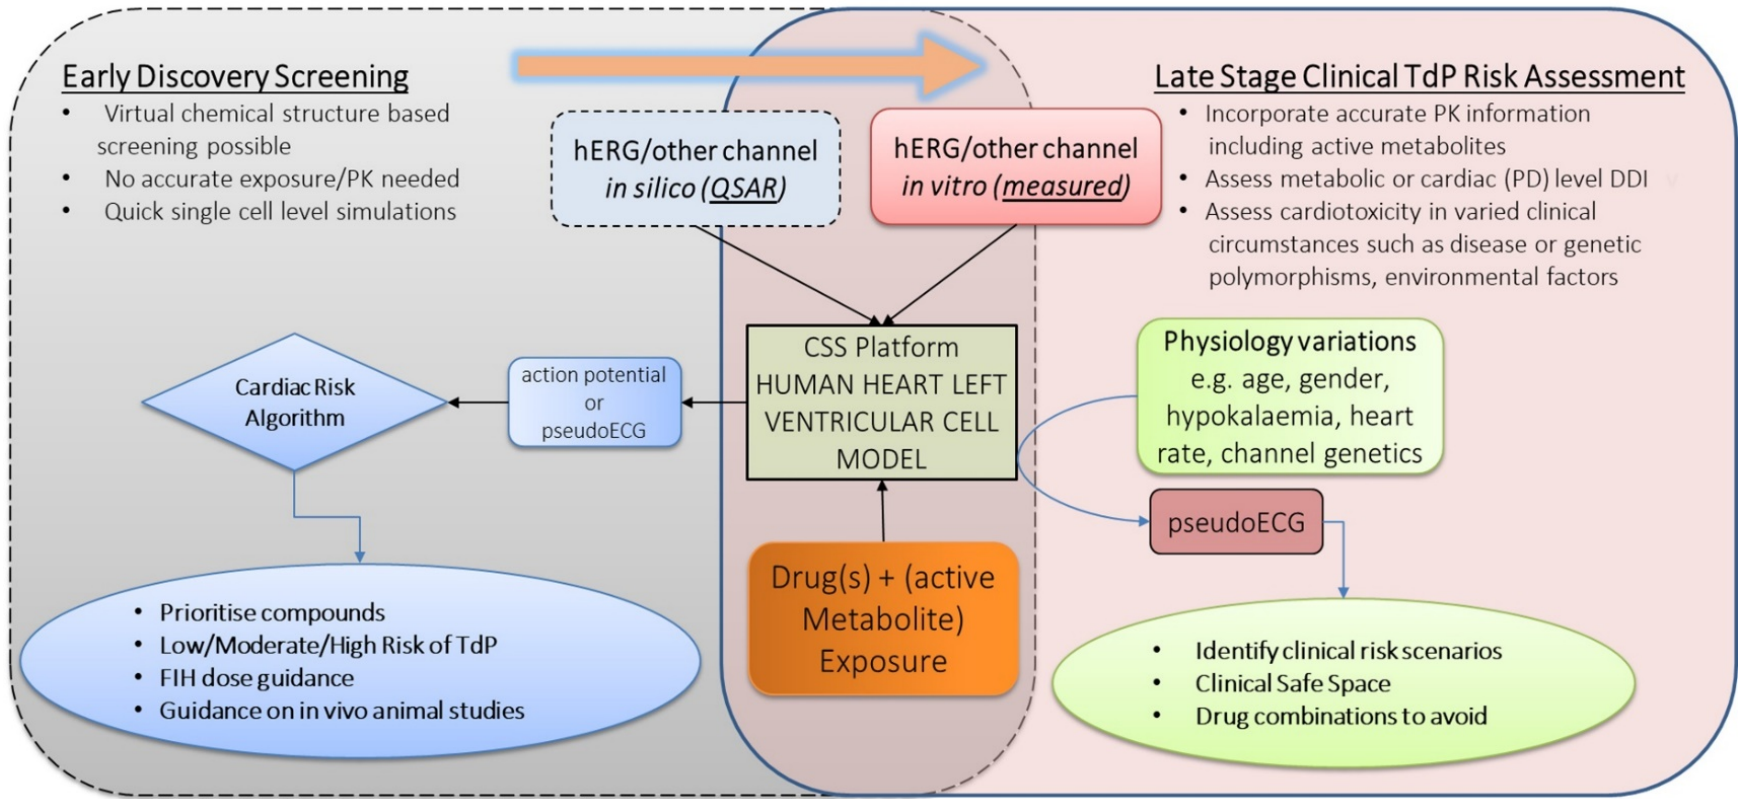 Early Discovery Screening
• Virtual chemical structure based
screening possible
• No accurate exposure/PK needed
• Quick single cell level simulations
hERG/other channel
in silico (QSAR)
hERG/other channel
in vitro (measured)
Late Stage Clinical TdP Risk Assessment
• Incorporate accurate PK information
including active metabolites
• Assess metabolic or cardiac (PD) level DDI
• Assess cardiotoxicity in varied clinical
circumstances such as disease or genetic
polymorphisms, environmental factors
Cardiac Risk
Algorithm
action potential
or
pseudoECG
CSS Platform
HUMAN HEART LEFT
VENTRICULAR CELL
MODEL
Physiology variations
e.g. age, gender,
hypokalaemia, heart
rate, channel genetics
pseudoECG
Drug(s) + (active
Metabolite)
Exposure
• Prioritise compounds
• Low/Moderate/High Risk of TdP
• FIH dose guidance
• Guidance on in vivo animal studies
• Identify clinical risk scenarios
• Clinical Safe Space
• Drug combinations to avoid